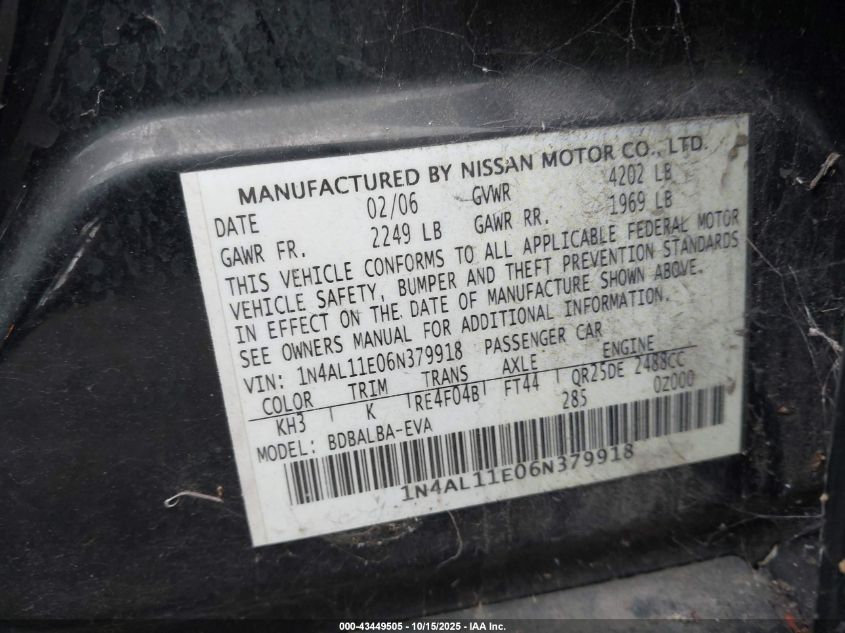 MANUFACTURED BY NISSAN MOTOR CO., LTD.
DATE 02/06 GVWR 4202 LB
GAWR FR. 2249 LB GAWR RR. 1969 LB
THIS VEHICLE CONFORMS TO ALL APPLICABLE FEDERAL MOTOR
VEHICLE SAFETY, BUMPER AND THEFT PREVENTION STANDARDS
IN EFFECT ON THE DATE OF MANUFACTURE SHOWN ABOVE.
SEE OWNERS MANUAL FOR ADDITIONAL INFORMATION.
VIN: 1N4AL11E06N379918 PASSENGER CAR
COLOR TRIM TRANS AXLE ENGINE
KH3 K RE4F04B FT44 QR25DE 2488CC
MODEL: BDBALBA-EVA 285 0Z000
1N4AL11E06N379918
000-43449505 - 10/15/2025 - IAA Inc.